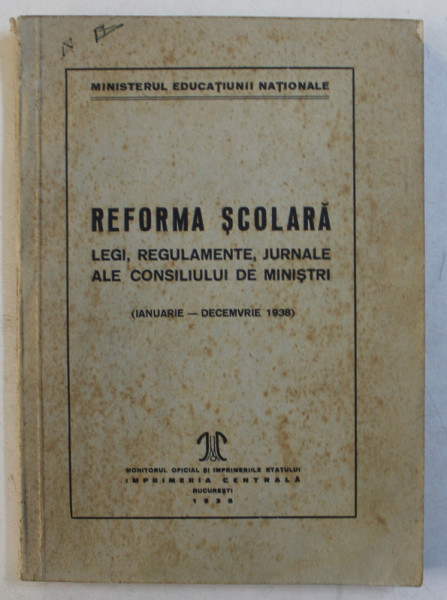 MINISTERUL EDUCAȚIUNII NAȚIONALE
REFORMA ȘCOLARĂ
LEGI, REGULAMENTE, JURNALE
ALE CONSILIULUI DE MINIȘTRI
(IANUARIE — DECEMVRIE 1938)
MONITORUL OFICIAL ȘI IMPRIMERIILE STATULUI
IMPRIMERIA CENTRALĂ
BUCUREȘTI
1938